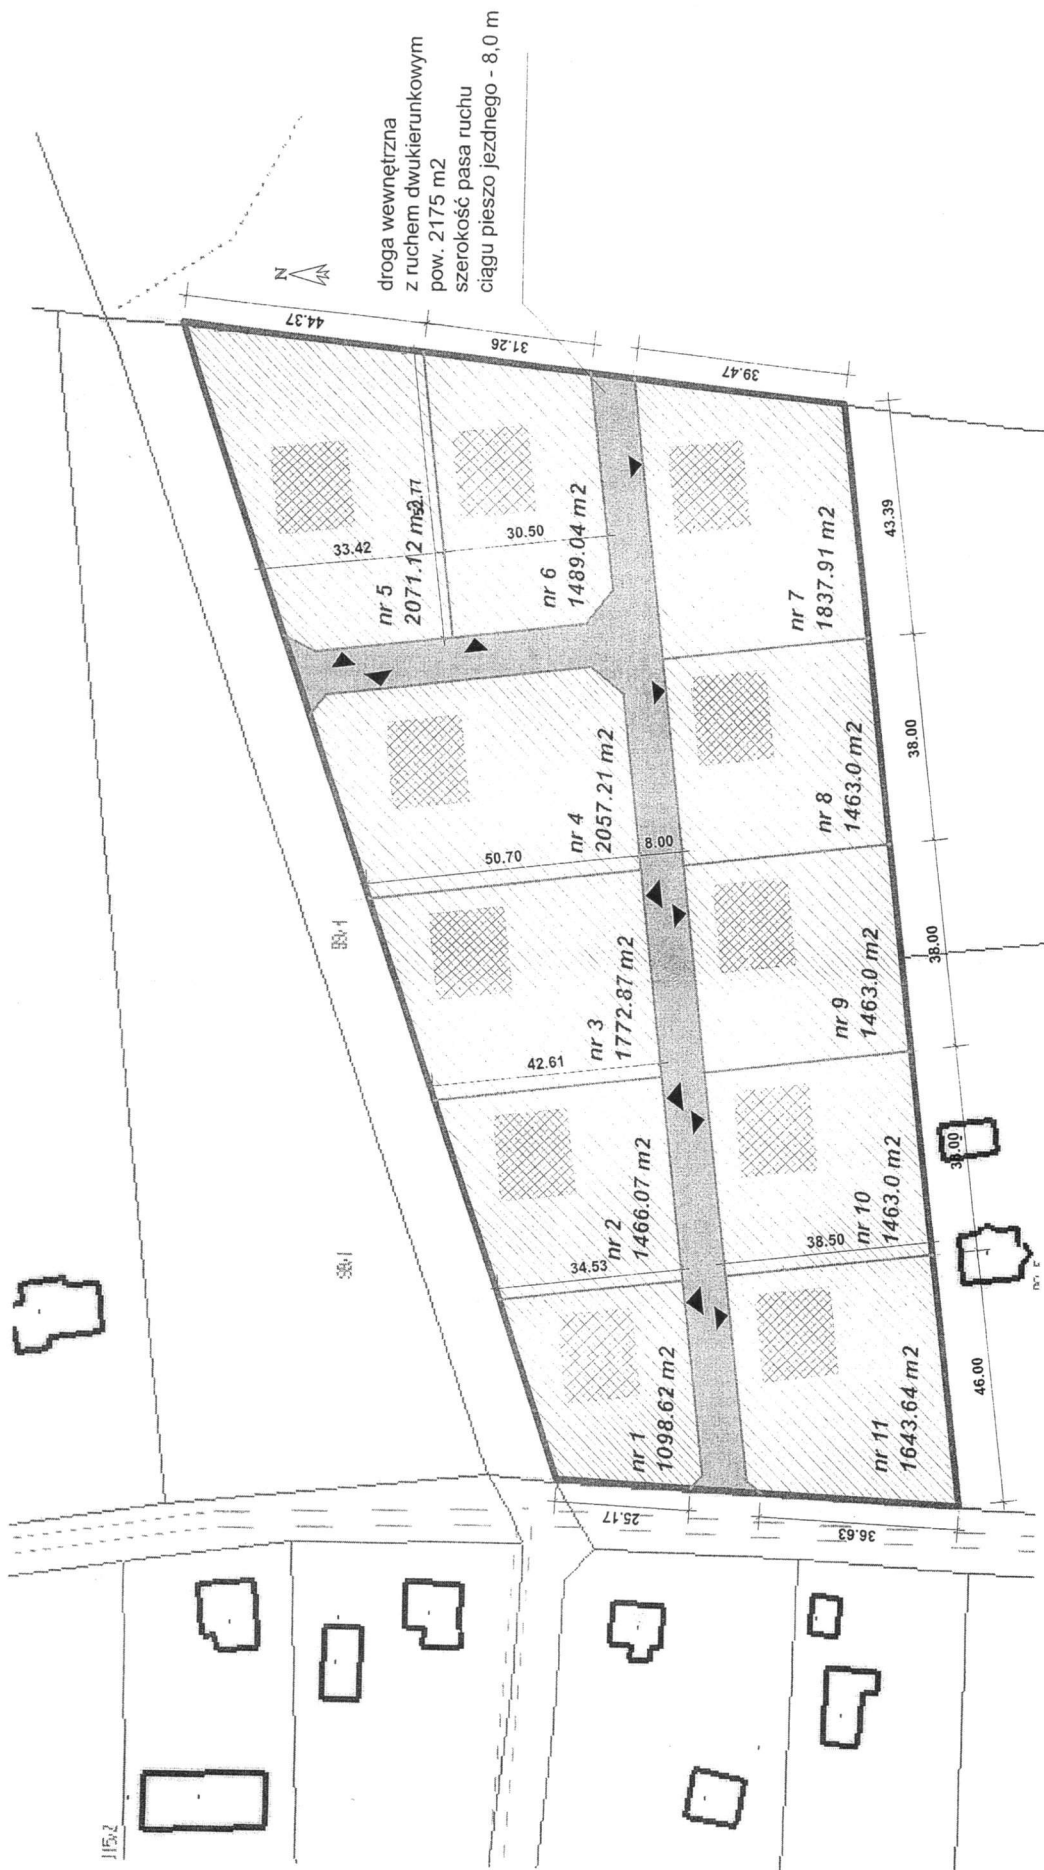 droga wewnętrzna
z ruchem dwukierunkowym
pow. 2175 m2
szerokość pasa ruchu
ciągu pieszo jezdnego - 8,0 m
N
44.37
31.26
39.47
33.42
30.50
nr 5
2071.12 m2
nr 6
1489.04 m2
nr 7
1837.91 m2
43.39
nr 4
2057.21 m2
50.70
8.00
nr 8
1463.0 m2
38.00
nr 3
1772.87 m2
42.61
nr 9
1463.0 m2
38.00
nr 2
1466.07 m2
34.53
nr 10
1463.0 m2
38.50
38.00
nr 1
1098.62 m2
nr 11
1643.64 m2
46.00
25.17
36.63